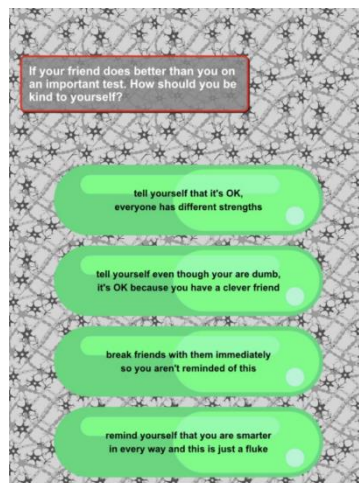 If your friend does better than you on
an important test. How should you be
kind to yourself?
tell yourself that it's OK,
everyone has different strengths
tell yourself even though your are dumb,
it's OK because you have a clever friend
break friends with them immediately
so you aren't reminded of this
remind yourself that you are smarter
in every way and this is just a fluke